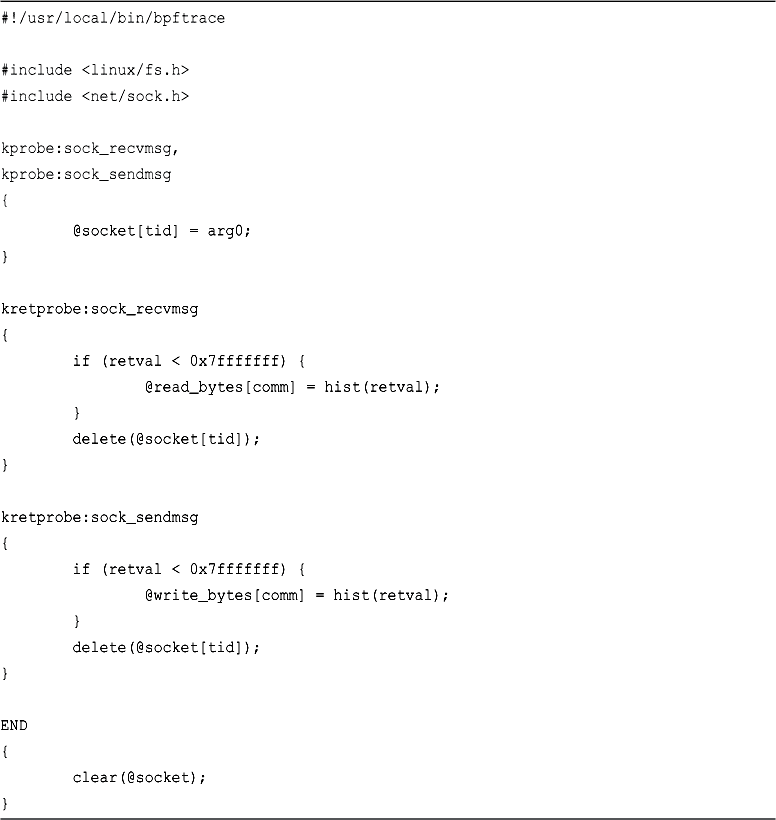 #!/usr/local/bin/bpftrace
#include <linux/fs.h>
#include <net/sock.h>
kprobe:sock_recvmsg,
kprobe:sock_sendmsg
{
        @socket[tid] = arg0;
}
kretprobe:sock_recvmsg
{
        if (retval < 0x7fffffff) {
                @read_bytes[comm] = hist(retval);
        }
        delete(@socket[tid]);
}
kretprobe:sock_sendmsg
{
        if (retval < 0x7fffffff) {
                @write_bytes[comm] = hist(retval);
        }
        delete(@socket[tid]);
}
END
{
        clear(@socket);
}